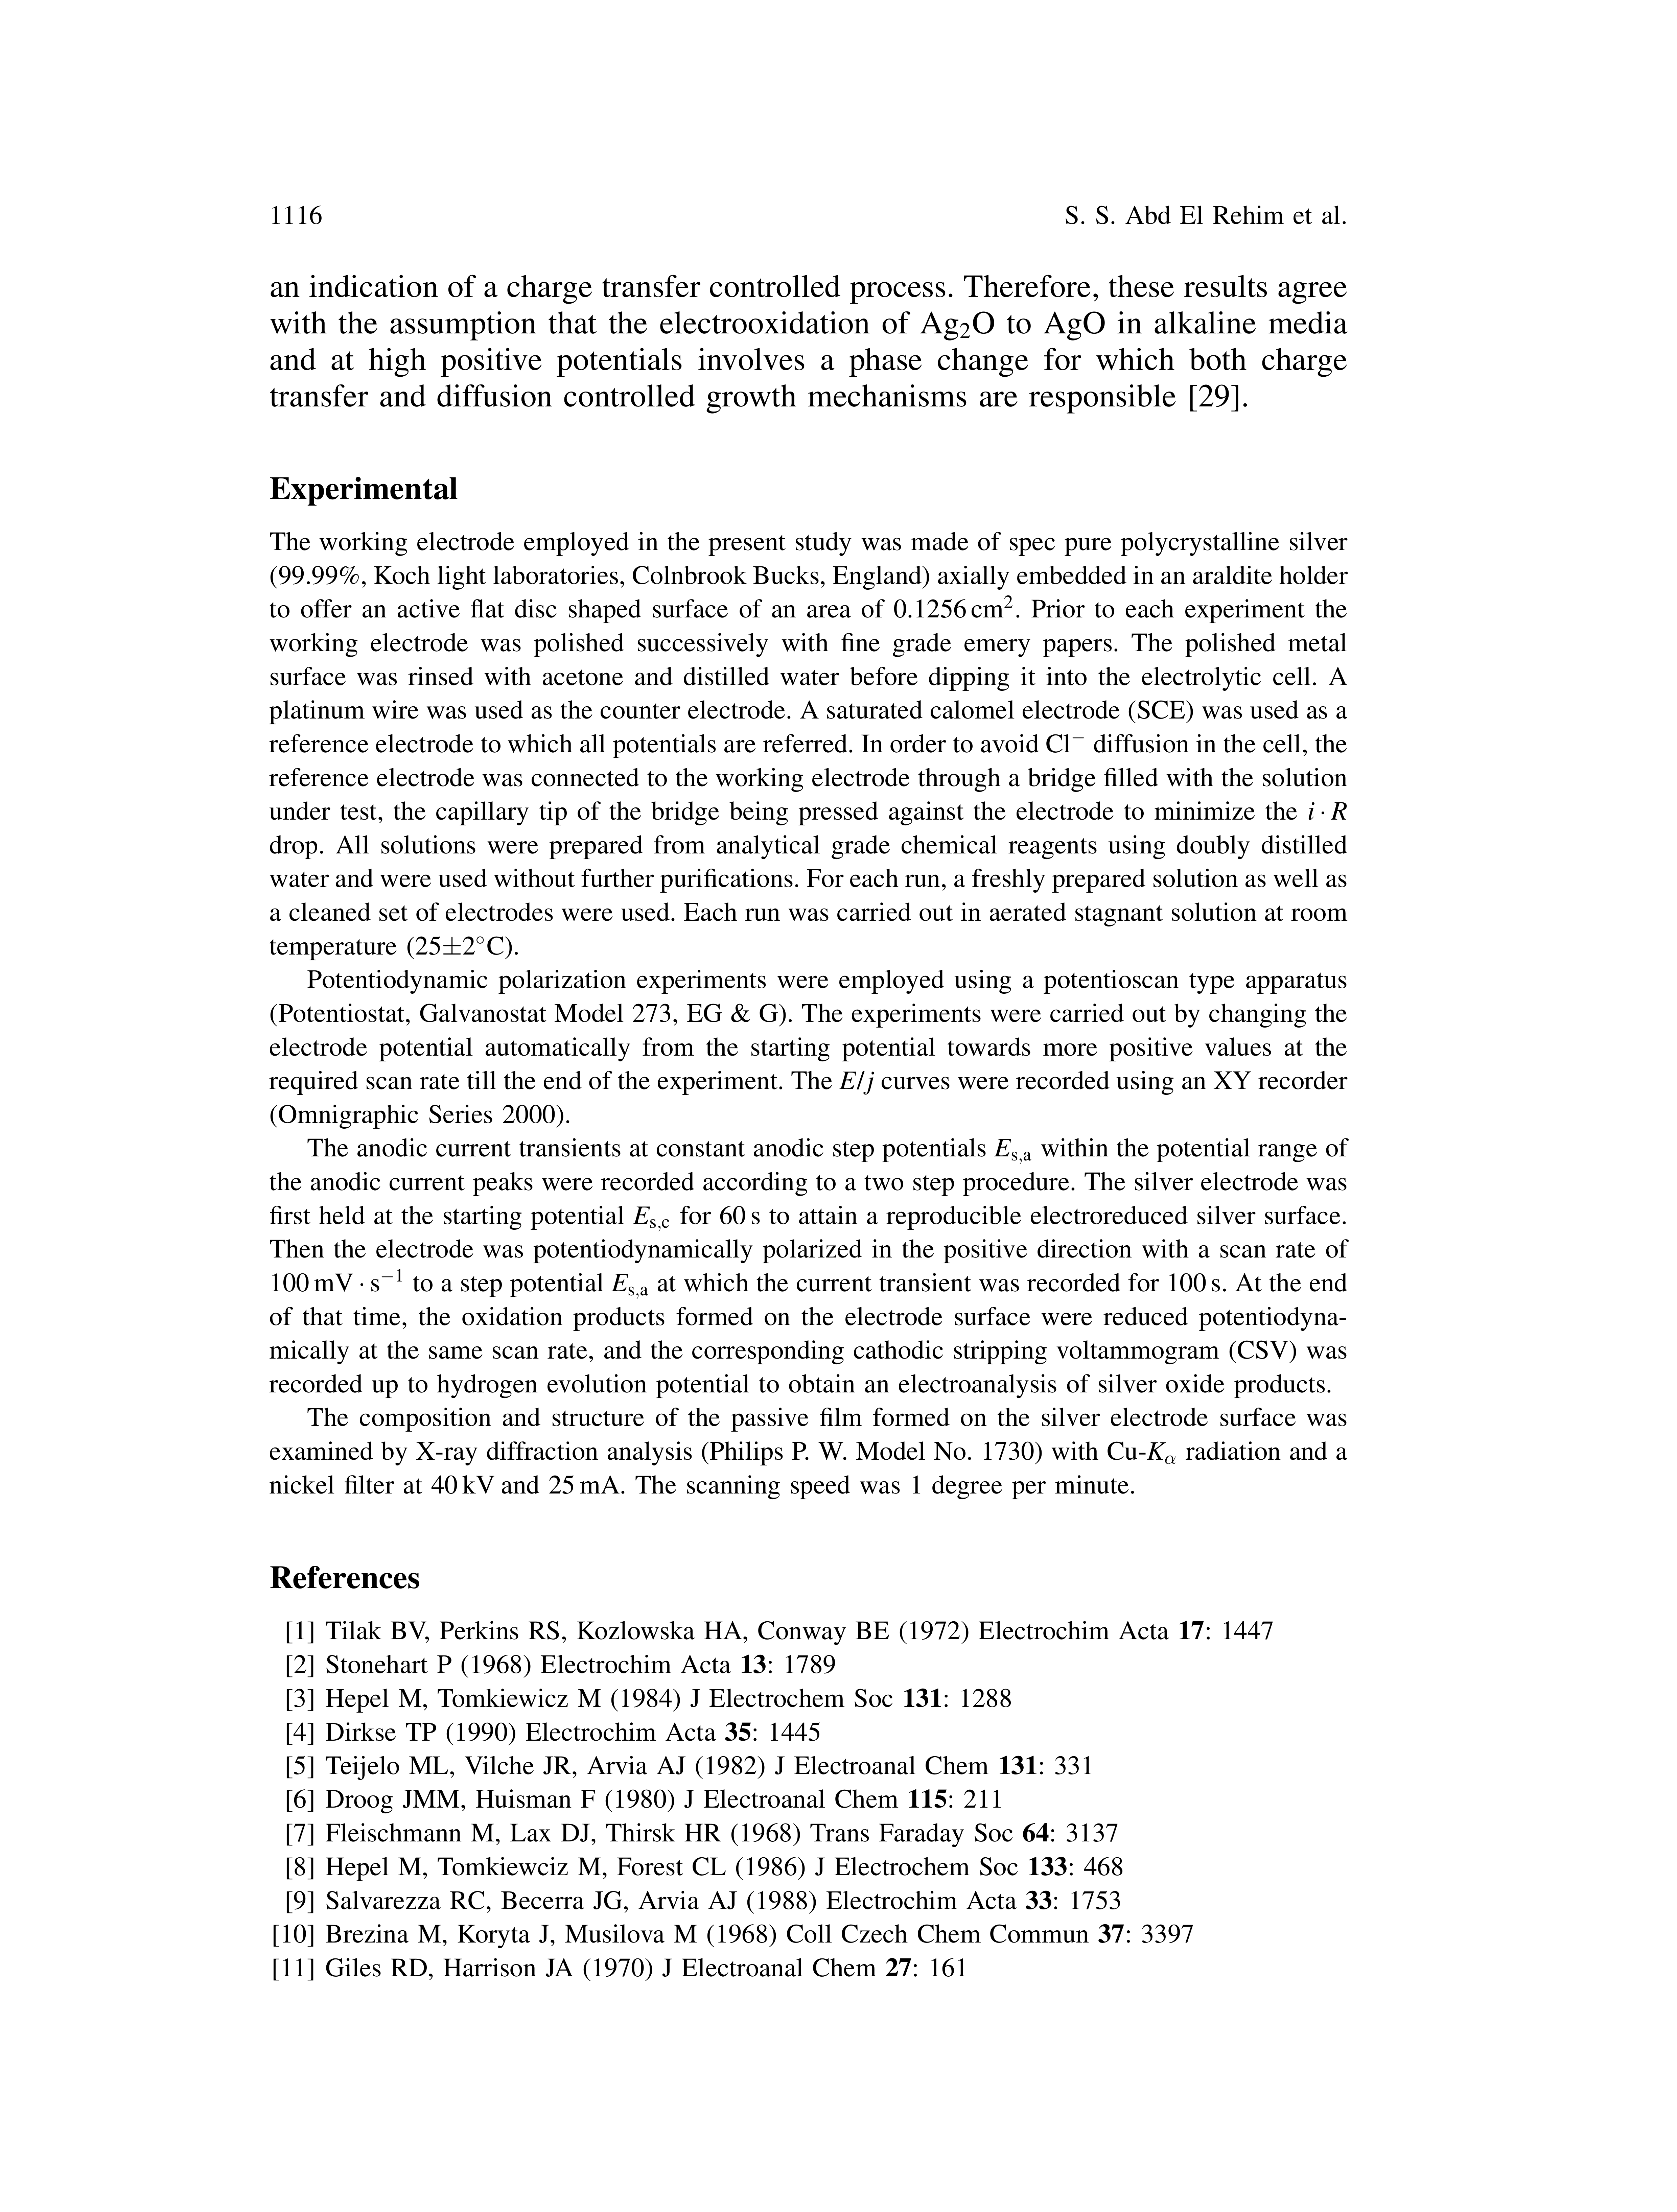 1116 S. S. Abd El Rehim et al.
an indication of a charge transfer controlled process. Therefore, these results agree
with the assumption that the electrooxidation of Ag₂O to AgO in alkaline media
and at high positive potentials involves a phase change for which both charge
transfer and diffusion controlled growth mechanisms are responsible [29].
Experimental
The working electrode employed in the present study was made of spec pure polycrystalline silver
(99.99%, Koch light laboratories, Colnbrook Bucks, England) axially embedded in an araldite holder
to offer an active flat disc shaped surface of an area of 0.1256 cm². Prior to each experiment the
working electrode was polished successively with fine grade emery papers. The polished metal
surface was rinsed with acetone and distilled water before dipping it into the electrolytic cell. A
platinum wire was used as the counter electrode. A saturated calomel electrode (SCE) was used as a
reference electrode to which all potentials are referred. In order to avoid Cl⁻ diffusion in the cell, the
reference electrode was connected to the working electrode through a bridge filled with the solution
under test, the capillary tip of the bridge being pressed against the electrode to minimize the i · R
drop. All solutions were prepared from analytical grade chemical reagents using doubly distilled
water and were used without further purifications. For each run, a freshly prepared solution as well as
a cleaned set of electrodes were used. Each run was carried out in aerated stagnant solution at room
temperature (25±2°C).
Potentiodynamic polarization experiments were employed using a potentioscan type apparatus
(Potentiostat, Galvanostat Model 273, EG & G). The experiments were carried out by changing the
electrode potential automatically from the starting potential towards more positive values at the
required scan rate till the end of the experiment. The E/j curves were recorded using an XY recorder
(Omnigraphic Series 2000).
The anodic current transients at constant anodic step potentials Es,a within the potential range of
the anodic current peaks were recorded according to a two step procedure. The silver electrode was
first held at the starting potential Es,c for 60 s to attain a reproducible electroreduced silver surface.
Then the electrode was potentiodynamically polarized in the positive direction with a scan rate of
100 mV · s⁻¹ to a step potential Es,a at which the current transient was recorded for 100 s. At the end
of that time, the oxidation products formed on the electrode surface were reduced potentiodyna-
mically at the same scan rate, and the corresponding cathodic stripping voltammogram (CSV) was
recorded up to hydrogen evolution potential to obtain an electroanalysis of silver oxide products.
The composition and structure of the passive film formed on the silver electrode surface was
examined by X-ray diffraction analysis (Philips P. W. Model No. 1730) with Cu-Kα radiation and a
nickel filter at 40 kV and 25 mA. The scanning speed was 1 degree per minute.
References
[1] Tilak BV, Perkins RS, Kozlowska HA, Conway BE (1972) Electrochim Acta 17: 1447
[2] Stonehart P (1968) Electrochim Acta 13: 1789
[3] Hepel M, Tomkiewicz M (1984) J Electrochem Soc 131: 1288
[4] Dirkse TP (1990) Electrochim Acta 35: 1445
[5] Teijelo ML, Vilche JR, Arvia AJ (1982) J Electroanal Chem 131: 331
[6] Droog JMM, Huisman F (1980) J Electroanal Chem 115: 211
[7] Fleischmann M, Lax DJ, Thirsk HR (1968) Trans Faraday Soc 64: 3137
[8] Hepel M, Tomkiewciz M, Forest CL (1986) J Electrochem Soc 133: 468
[9] Salvarezza RC, Becerra JG, Arvia AJ (1988) Electrochim Acta 33: 1753
[10] Brezina M, Koryta J, Musilova M (1968) Coll Czech Chem Commun 37: 3397
[11] Giles RD, Harrison JA (1970) J Electroanal Chem 27: 161